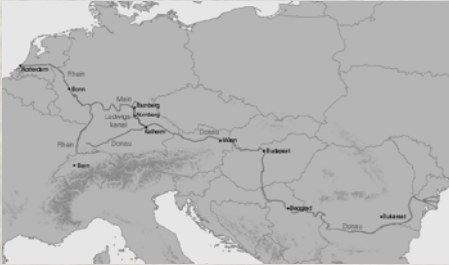 Rotterdam
Rhein
Bonn
Main
Bamberg
Ludwigs-
kanal
Nürnberg
Kelheim
Rhein
Donau
Donau
Wien
Budapest
Bern
Beograd
Bukarest
Donau